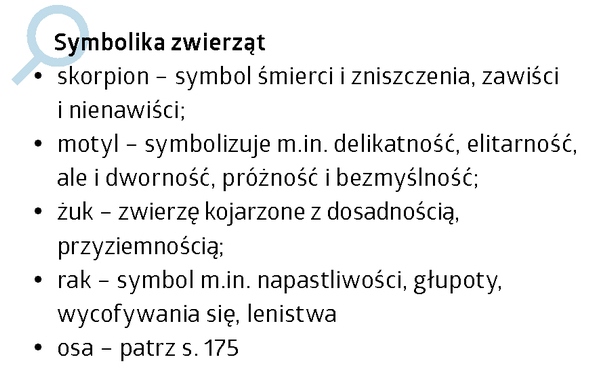 Symbolika zwierząt
• skorpion – symbol śmierci i zniszczenia, zawiści
i nienawiści;
• motyl – symbolizuje m.in. delikatność, elitarność,
ale i dworność, próżność i bezmyślność;
• żuk – zwierzę kojarzone z dosadnością,
przyziemnością;
• rak – symbol m.in. napastliwości, głupoty,
wycofywania się, lenistwa
• osa – patrz s. 175